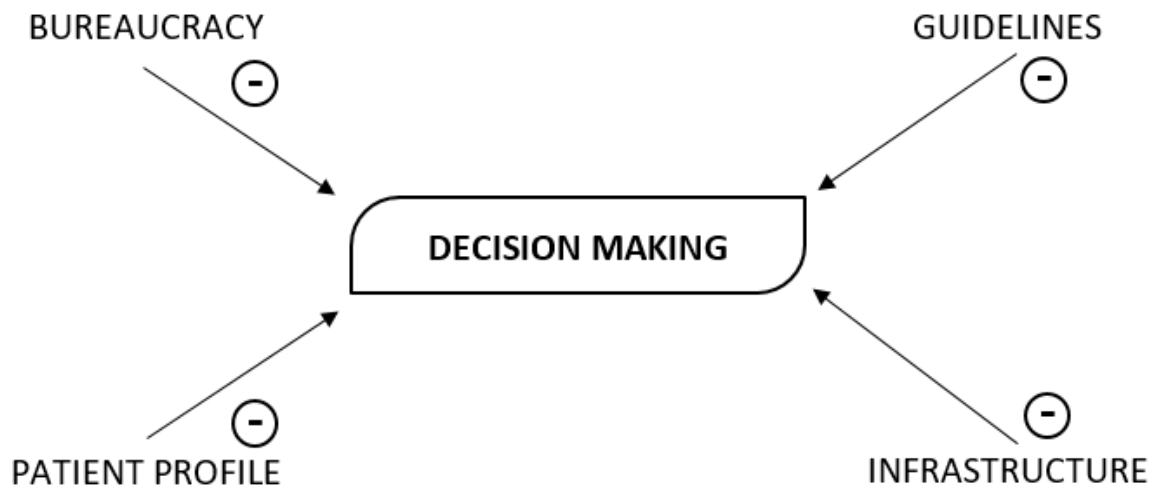 BUREAUCRACY
GUIDELINES
-
-
DECISION MAKING
-
-
PATIENT PROFILE
INFRASTRUCTURE